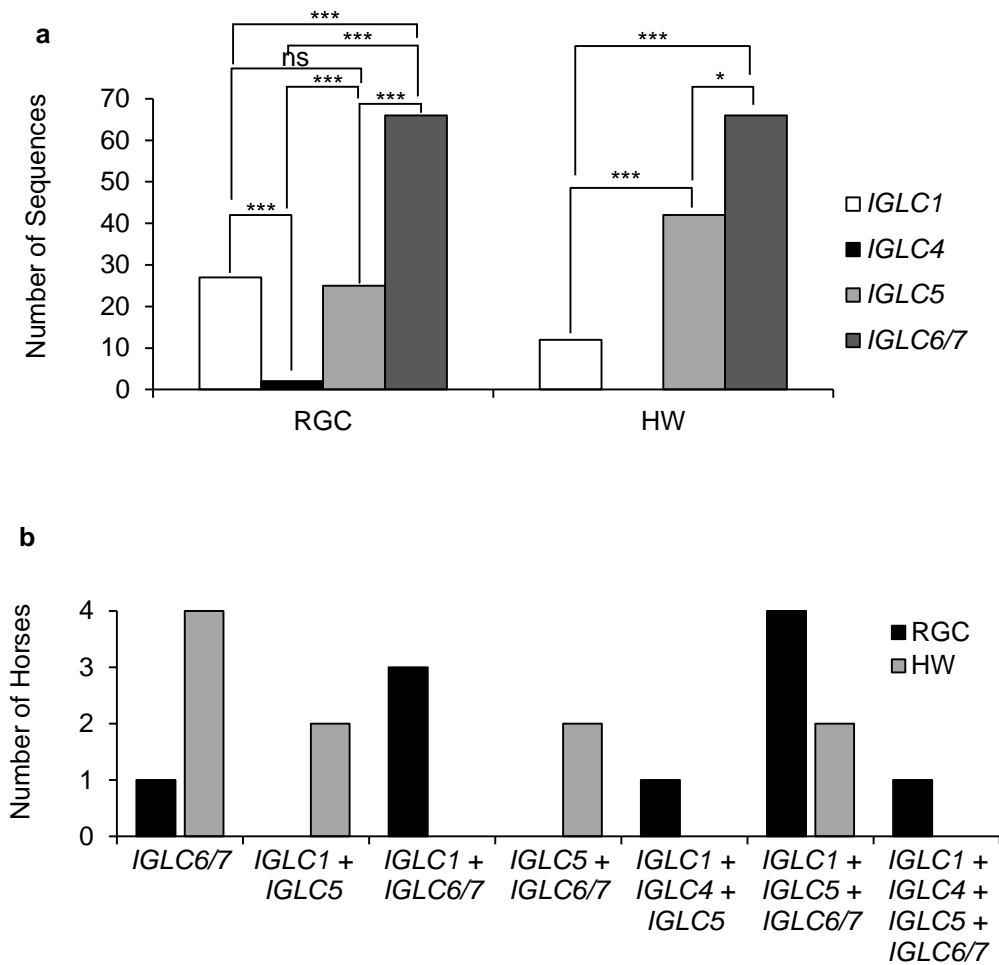 a
***
***
ns
***
***
***
***
*
***
Number of Sequences
70
60
50
40
30
20
10
0
RGC
HW
IGLC1
IGLC4
IGLC5
IGLC6/7
b
Number of Horses
4
3
2
1
0
RGC
HW
IGLC6/7
IGLC1 +
IGLC5
IGLC1 +
IGLC6/7
IGLC5 +
IGLC6/7
IGLC1 +
IGLC4 +
IGLC5
IGLC1 +
IGLC5 +
IGLC6/7
IGLC1 +
IGLC4 +
IGLC5 +
IGLC6/7